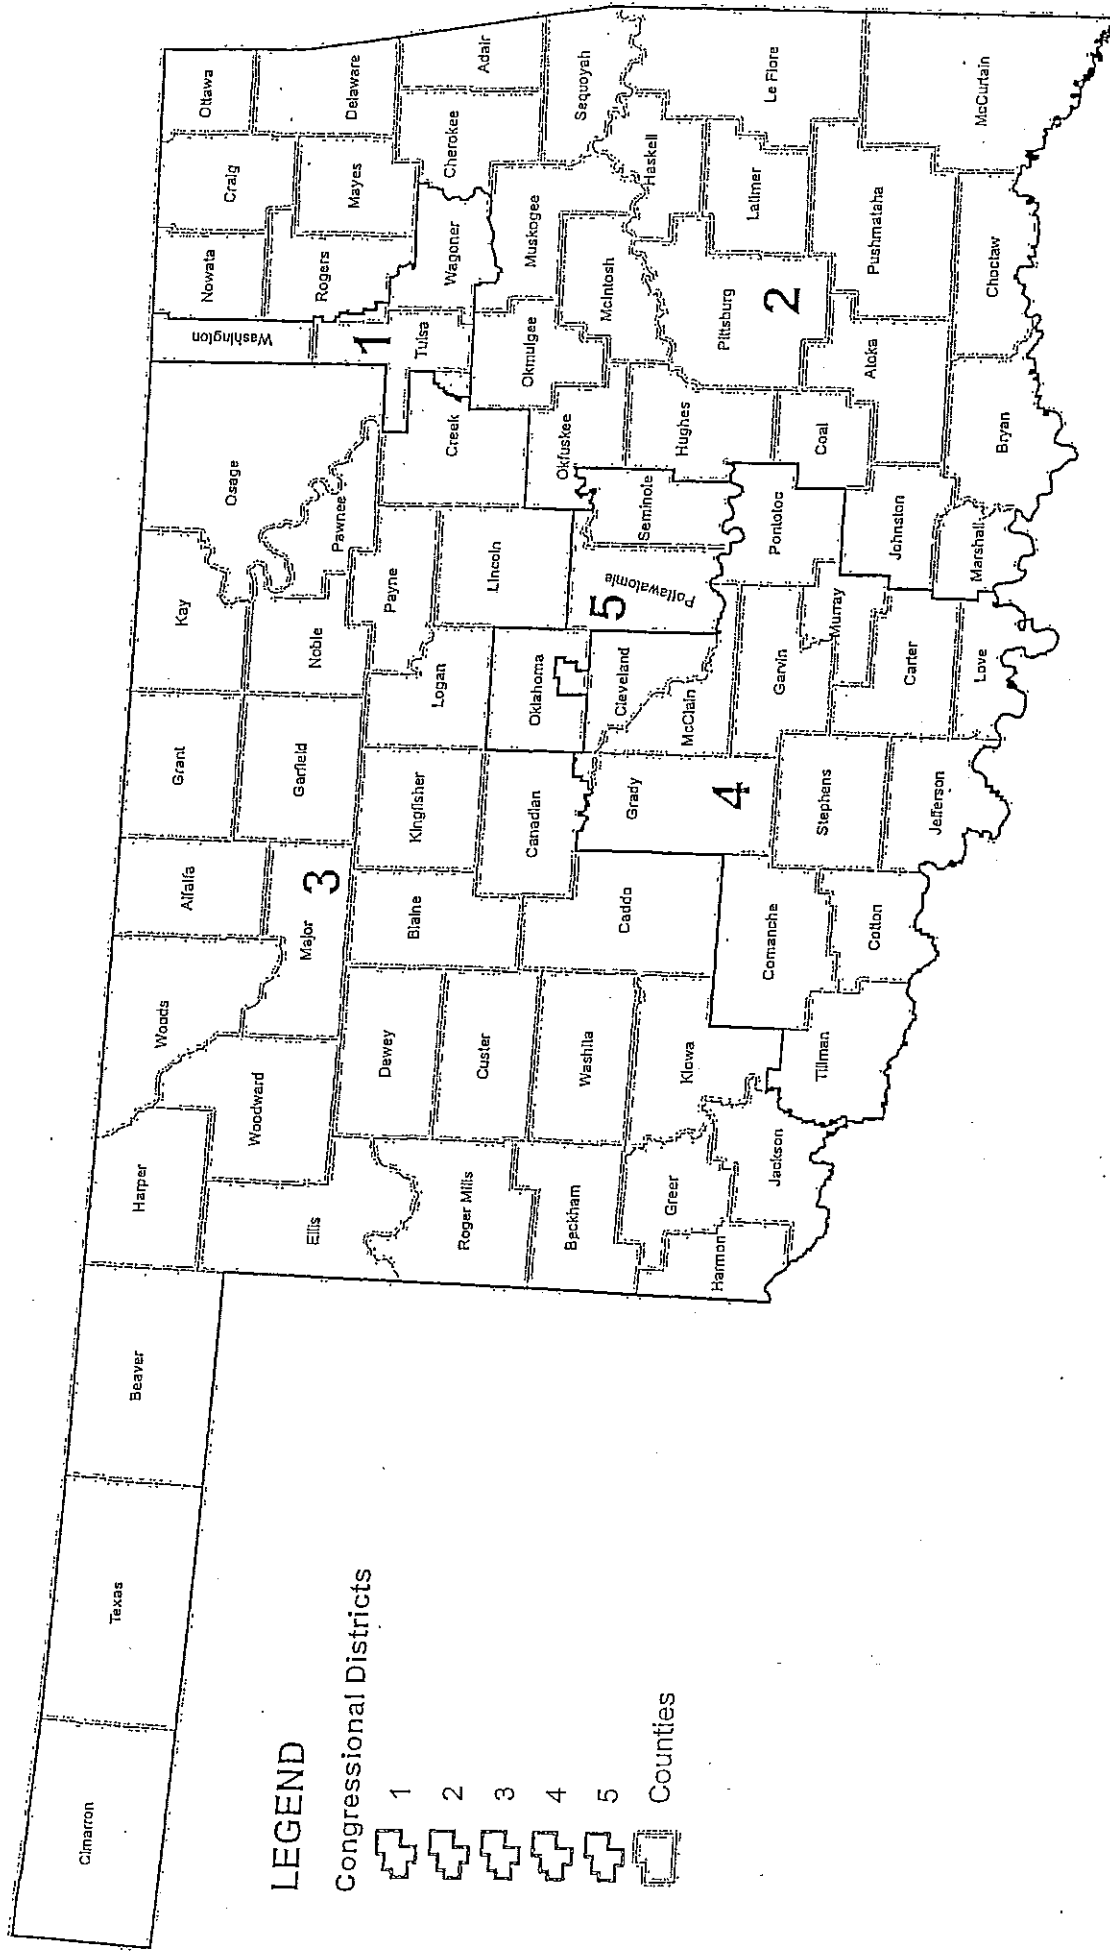 Cimarron
Texas
Beaver
Harper
Woods
Alfalfa
Grant
Kay
Osage
Washington
Nowata
Craig
Ottawa
Ellis
Woodward
Major
Garfield
Noble
Pawnee
Rogers
Mayes
Delaware
3
1
Tulsa
Roger Mills
Dewey
Custer
Blaine
Kingfisher
Logan
Payne
Lincoln
Creek
Wagoner
Cherokee
Adair
Beckham
Washita
Caddo
Canadian
Oklahoma
5
Pottawatomie
Seminole
Okfuskee
Okmulgee
Muskogee
McIntosh
Sequoyah
Haskell
Harmon
Greer
Kiowa
Jackson
Comanche
Grady
4
Cleveland
McClain
Garvin
Pontotoc
Hughes
Pittsburg
2
Latimer
Le Flore
Tillman
Cotton
Stephens
Jefferson
Murray
Carter
Love
Johnston
Marshall
Coal
Atoka
Bryan
Pushmataha
Choctaw
McCurtain
LEGEND
Congressional Districts
1
2
3
4
5
Counties